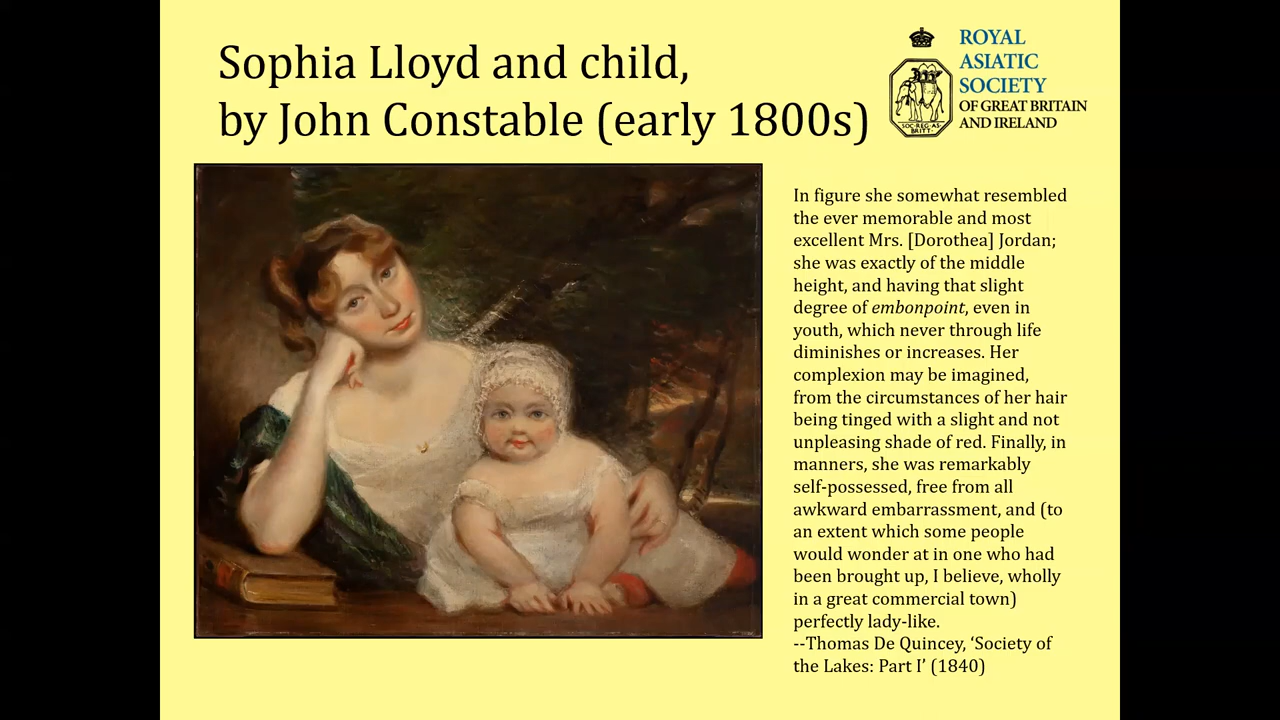 Sophia Lloyd and child,
by John Constable (early 1800s)
ROYAL
ASIATIC
SOCIETY
OF GREAT BRITAIN
AND IRELAND
SOC·REG·AS·
BRITT·
In figure she somewhat resembled
the ever memorable and most
excellent Mrs. [Dorothea] Jordan;
she was exactly of the middle
height, and having that slight
degree of embonpoint, even in
youth, which never through life
diminishes or increases. Her
complexion may be imagined,
from the circumstances of her hair
being tinged with a slight and not
unpleasing shade of red. Finally, in
manners, she was remarkably
self-possessed, free from all
awkward embarrassment, and (to
an extent which some people
would wonder at in one who had
been brought up, I believe, wholly
in a great commercial town)
perfectly lady-like.
--Thomas De Quincey, ‘Society of
the Lakes: Part I’ (1840)